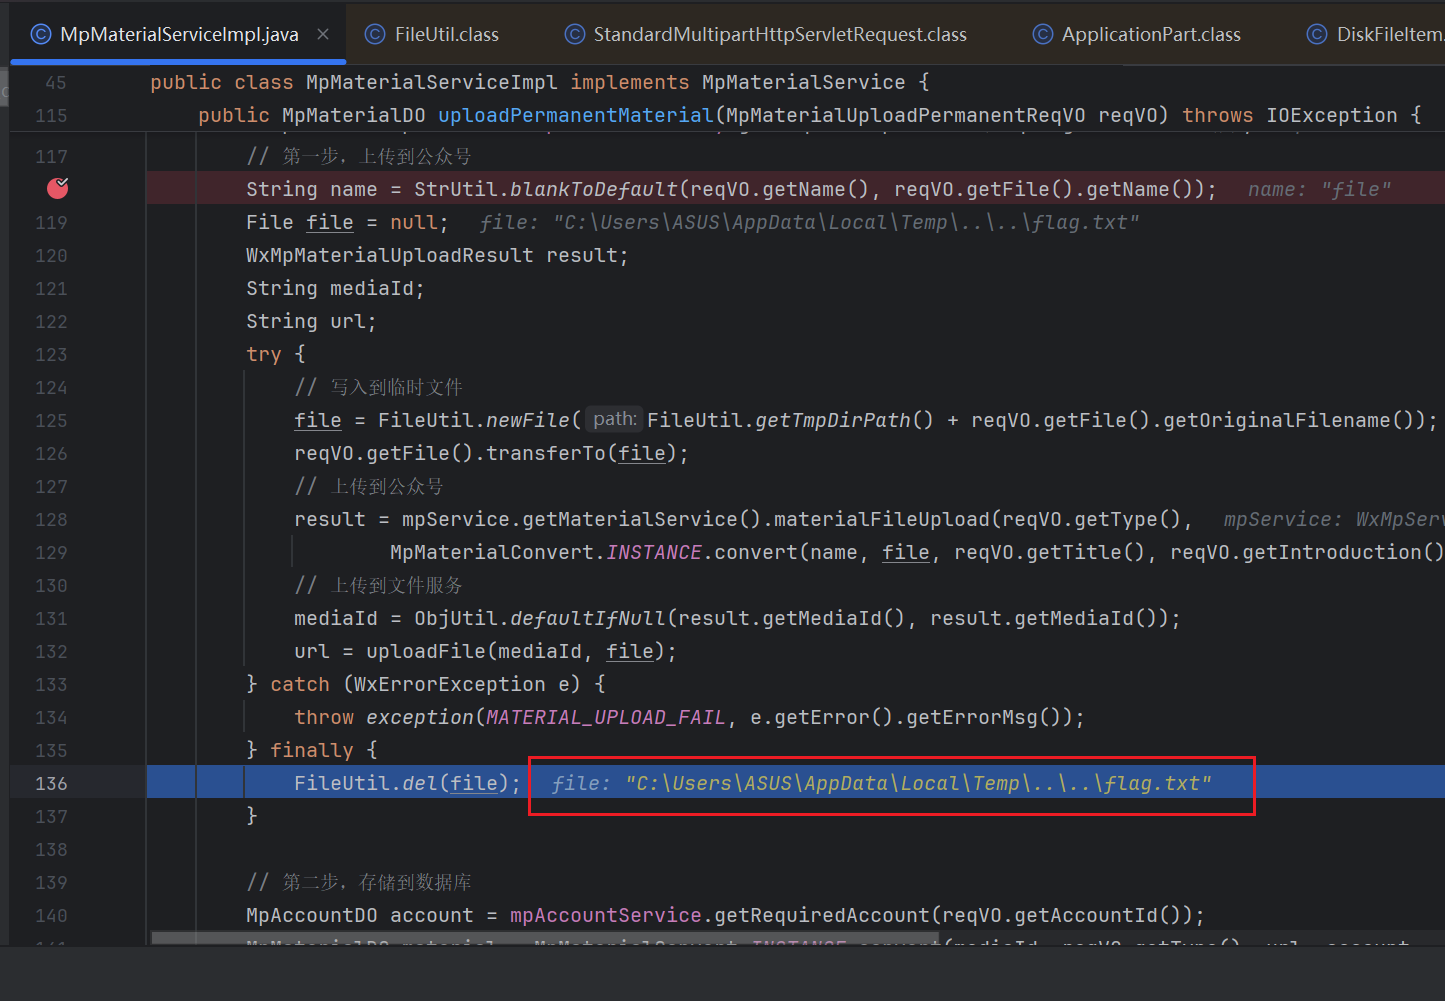 MpMaterialServiceImpl.java × FileUtil.class StandardMultipartHttpServletRequest.class ApplicationPart.class DiskFileItem.
45 public class MpMaterialServiceImpl implements MpMaterialService {
115 public MpMaterialDO uploadPermanentMaterial(MpMaterialUploadPermanentReqVO reqVO) throws IOException {
117 // 第一步，上传到公众号
String name = StrUtil.blankToDefault(reqVO.getName(), reqVO.getFile().getName()); name: "file"
119 File file = null; file: "C:\Users\ASUS\AppData\Local\Temp\..\..\flag.txt"
120 WxMpMaterialUploadResult result;
121 String mediaId;
122 String url;
123 try {
124 // 写入到临时文件
125 file = FileUtil.newFile( path: FileUtil.getTmpDirPath() + reqVO.getFile().getOriginalFilename());
126 reqVO.getFile().transferTo(file);
127 // 上传到公众号
128 result = mpService.getMaterialService().materialFileUpload(reqVO.getType(), mpService: WxMpServ
129 MpMaterialConvert.INSTANCE.convert(name, file, reqVO.getTitle(), reqVO.getIntroduction()
130 // 上传到文件服务
131 mediaId = ObjUtil.defaultIfNull(result.getMediaId(), result.getMediaId());
132 url = uploadFile(mediaId, file);
133 } catch (WxErrorException e) {
134 throw exception(MATERIAL_UPLOAD_FAIL, e.getError().getErrorMsg());
135 } finally {
136 FileUtil.del(file); file: "C:\Users\ASUS\AppData\Local\Temp\..\..\flag.txt"
137 }
138
139 // 第二步，存储到数据库
140 MpAccountDO account = mpAccountService.getRequiredAccount(reqVO.getAccountId());